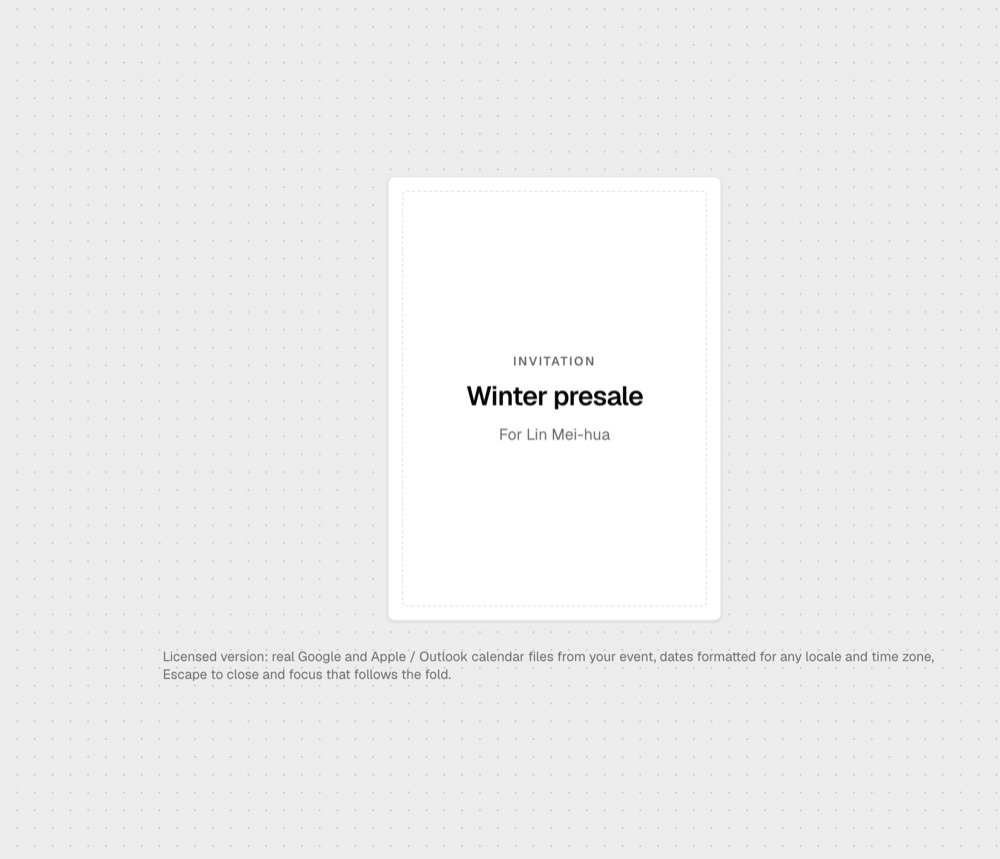 INVITATION
Winter presale
For Lin Mei-hua
Licensed version: real Google and Apple / Outlook calendar files from your event, dates formatted for any locale and time zone,
Escape to close and focus that follows the fold.